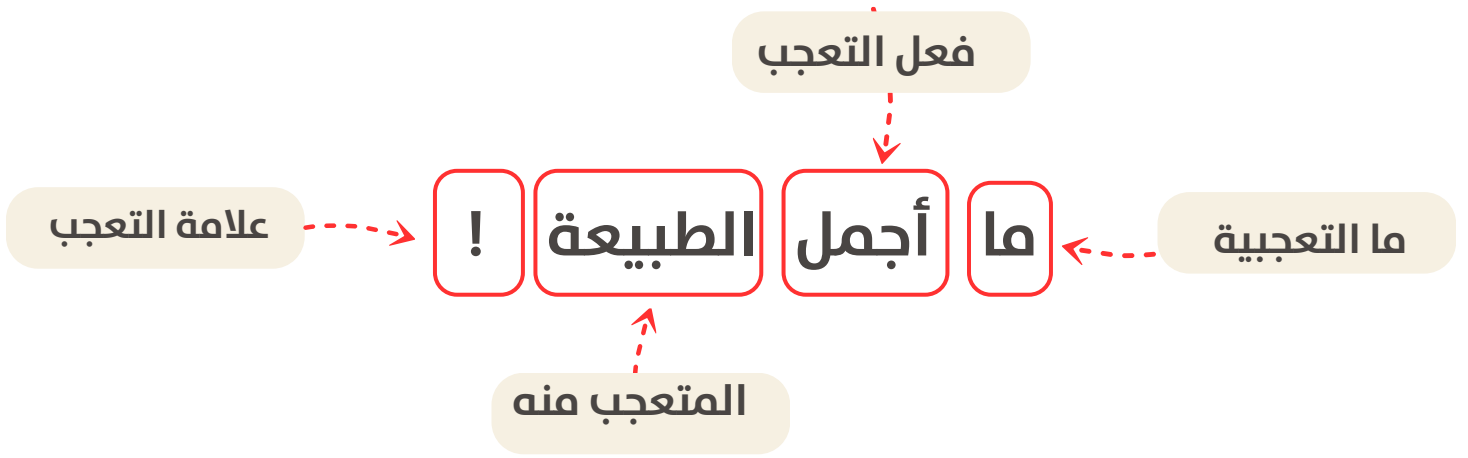 فعل التعجب
ما التعجبية
ما أجمل الطبيعة !
علامة التعجب
المتعجب منه